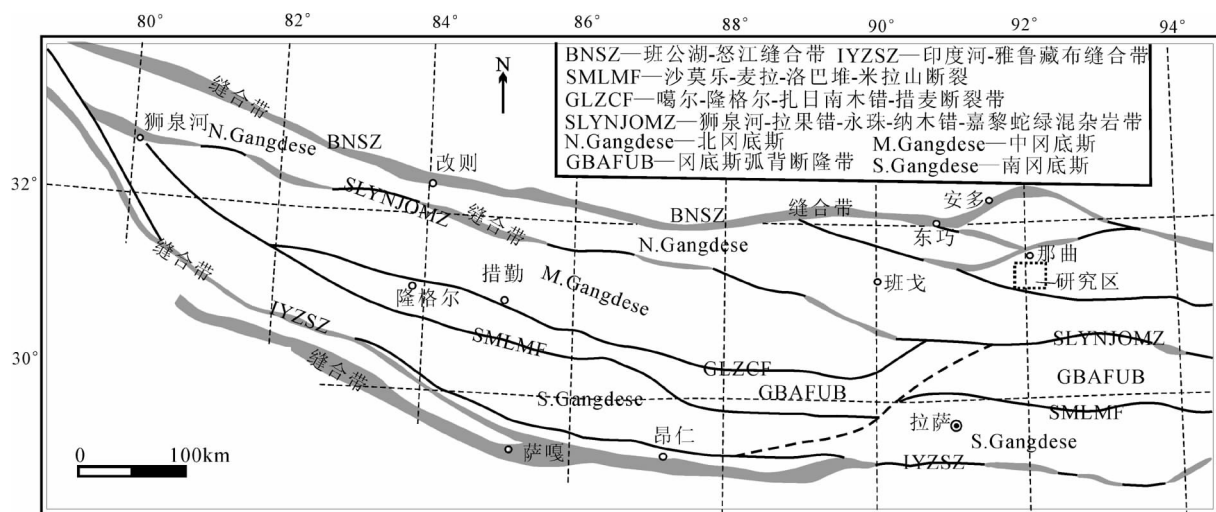 80° 82° 84° 86° 88° 90° 92° 94°
BNSZ—班公湖-怒江缝合带 IYZSZ—印度河-雅鲁藏布缝合带
SMLMF—沙莫乐-麦拉-洛巴堆-米拉山断裂
GLZCF—噶尔-隆格尔-扎日南木错-措麦断裂带
SLYNJOMZ—狮泉河-拉果错-永珠-纳木错-嘉黎蛇绿混杂岩带
N.Gangdese—北冈底斯 M.Gangdese—中冈底斯
GBAFUB—冈底斯弧背断隆带 S.Gangdese—南冈底斯
N
缝合带
狮泉河
N.Gangdese
BNSZ
改则
32°
SLYNJOMZ
缝合带
BNSZ
缝合带
安多
东巧
N.Gangdese
那曲
缝合带
措勤
M.Gangdese
班戈
研究区
隆格尔
IYZSZ
SMLMF
SLYNJOMZ
30°
缝合带
GLZCF
GBAFUB
GBAFUB
S.Gangdese
SMLMF
拉萨
S.Gangdese
昂仁
萨嘎
IYZSZ
0 100km